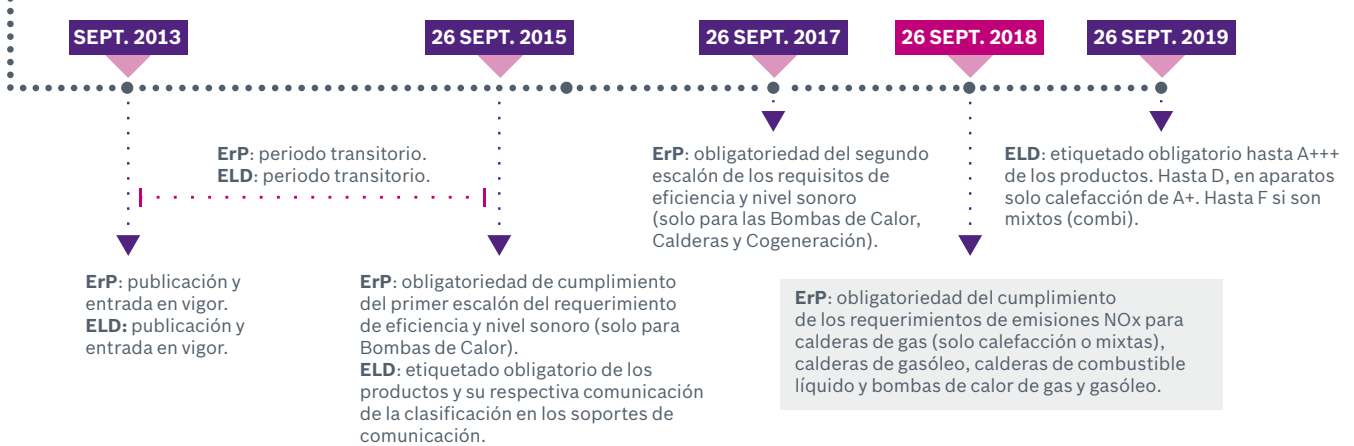 SEPT. 2013
26 SEPT. 2015
26 SEPT. 2017
26 SEPT. 2018
26 SEPT. 2019
ErP: periodo transitorio.
ELD: periodo transitorio.
ErP: publicación y
entrada en vigor.
ELD: publicación y
entrada en vigor.
ErP: obligatoriedad de cumplimiento
del primer escalón del requerimiento
de eficiencia y nivel sonoro (solo para
Bombas de Calor).
ELD: etiquetado obligatorio de los
productos y su respectiva comunicación
de la clasificación en los soportes de
comunicación.
ErP: obligatoriedad del segundo
escalón de los requisitos de
eficiencia y nivel sonoro
(solo para las Bombas de Calor,
Calderas y Cogeneración).
ErP: obligatoriedad del cumplimiento
de los requerimientos de emisiones NOx para
calderas de gas (solo calefacción o mixtas),
calderas de gasóleo, calderas de combustible
líquido y bombas de calor de gas y gasóleo.
ELD: etiquetado obligatorio hasta A+++
de los productos. Hasta D, en aparatos
solo calefacción de A+. Hasta F si son
mixtos (combi).